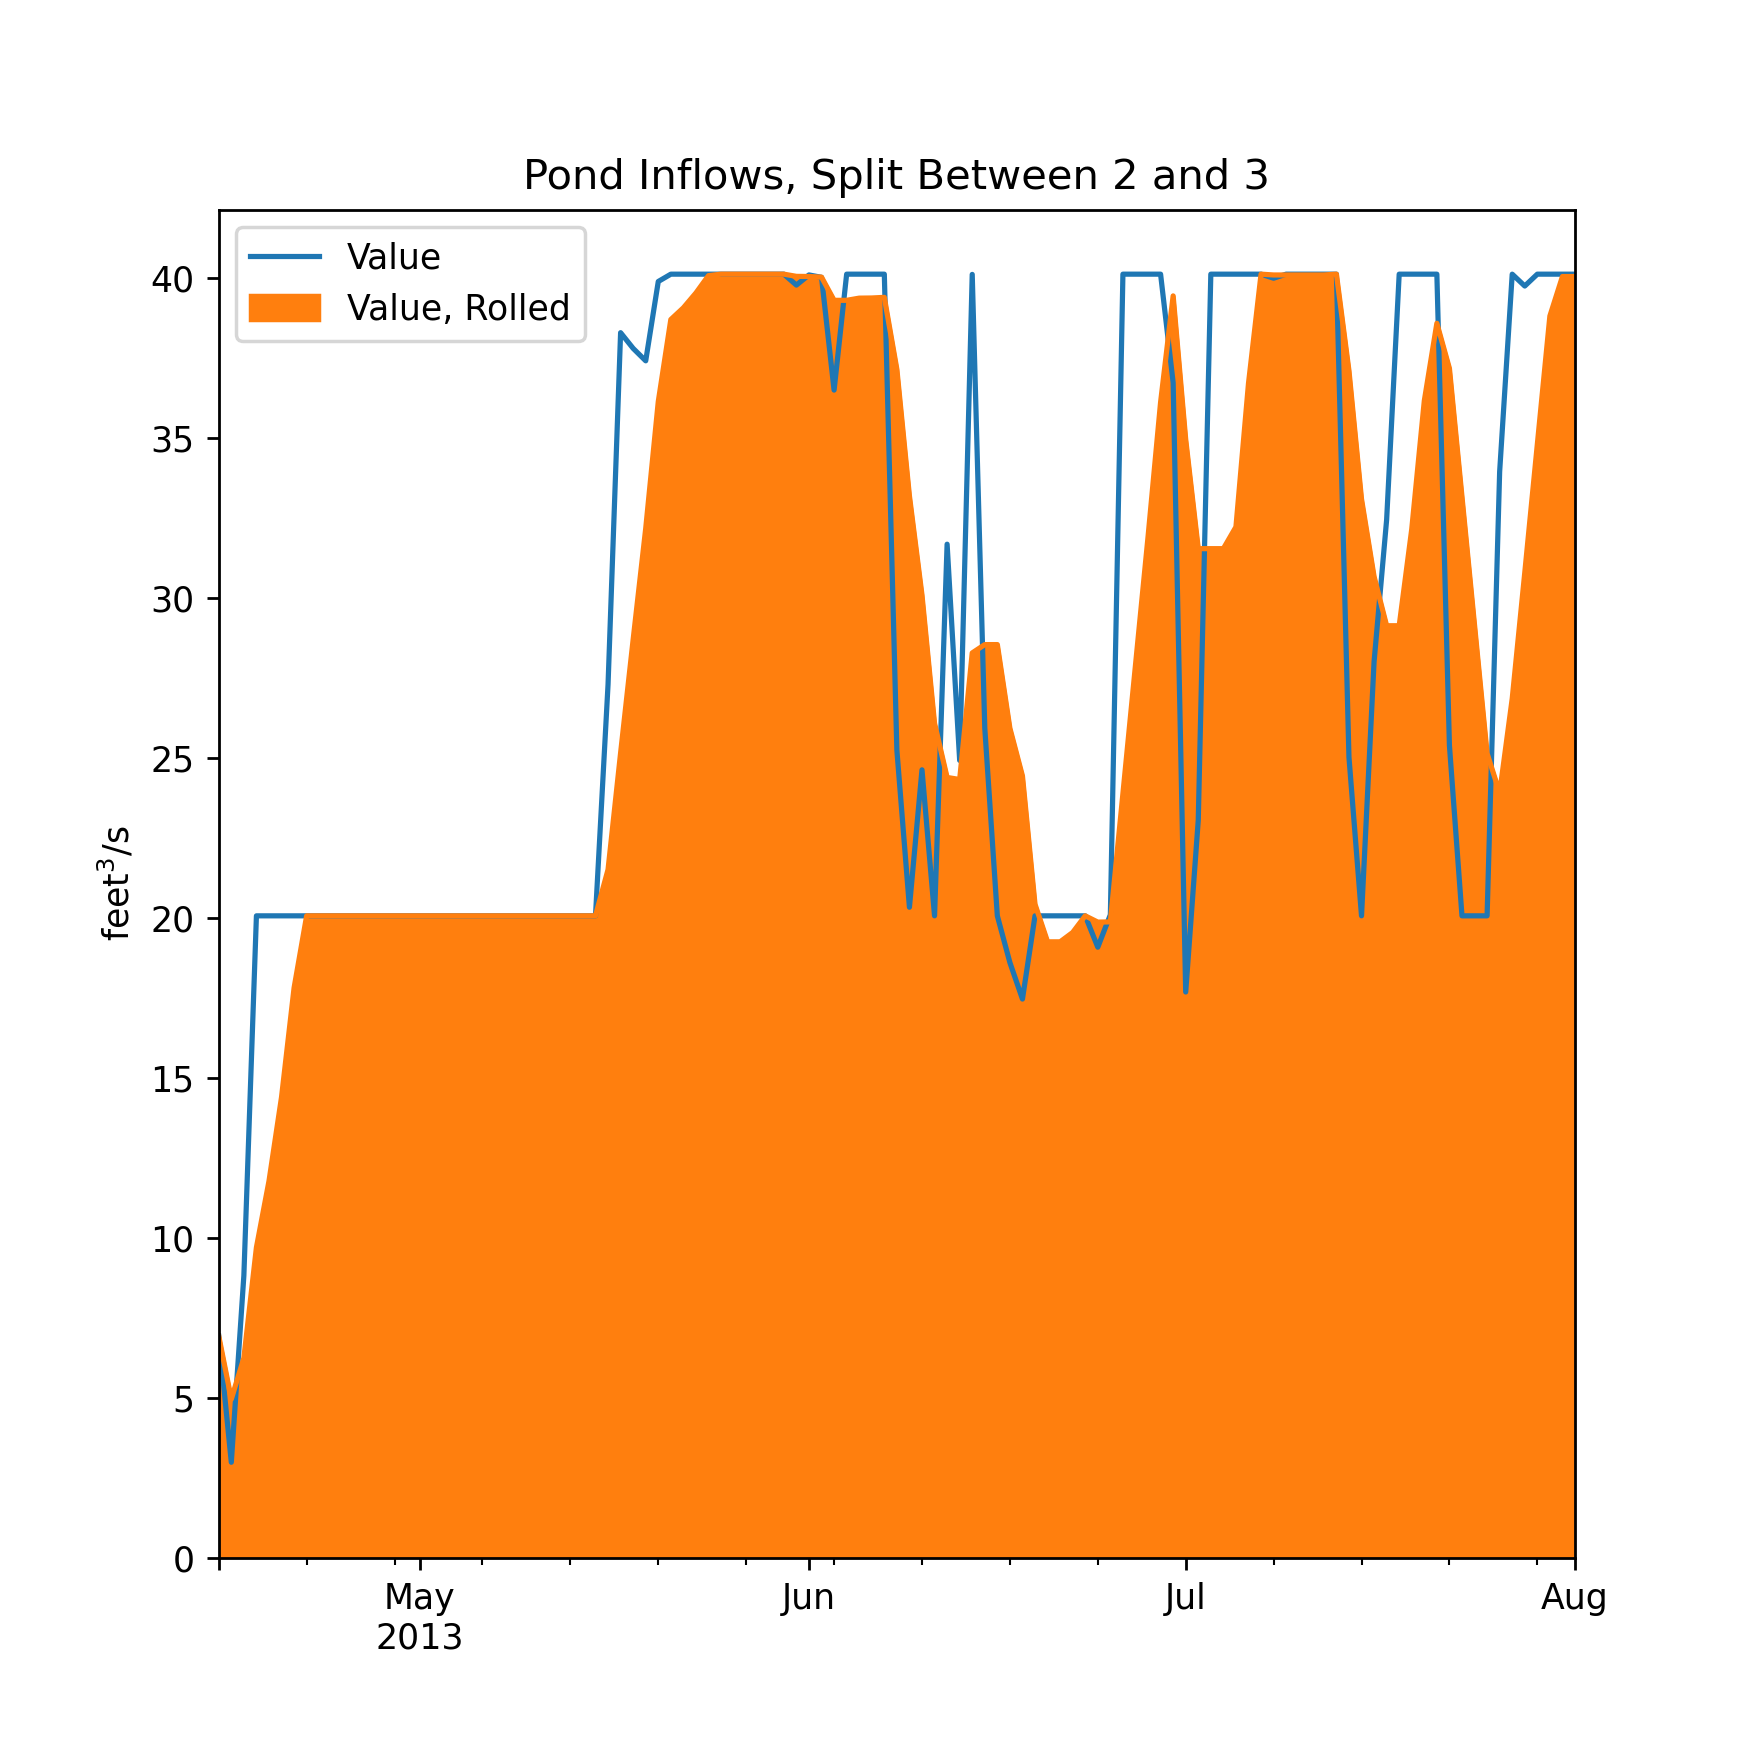 Pond Inflows, Split Between 2 and 3
Value
Value, Rolled
40
35
30
25
20
15
10
5
0
feet³/s
May
2013
Jun
Jul
Aug